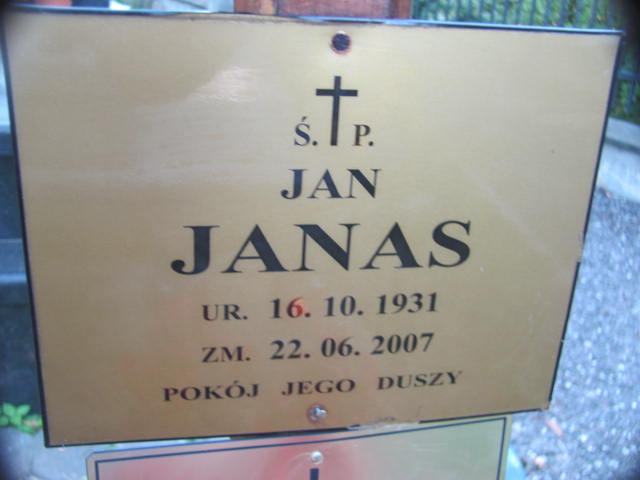 Ś. P.
JAN
JANAS
UR. 16. 10. 1931
ZM. 22. 06. 2007
POKÓJ JEGO DUSZY